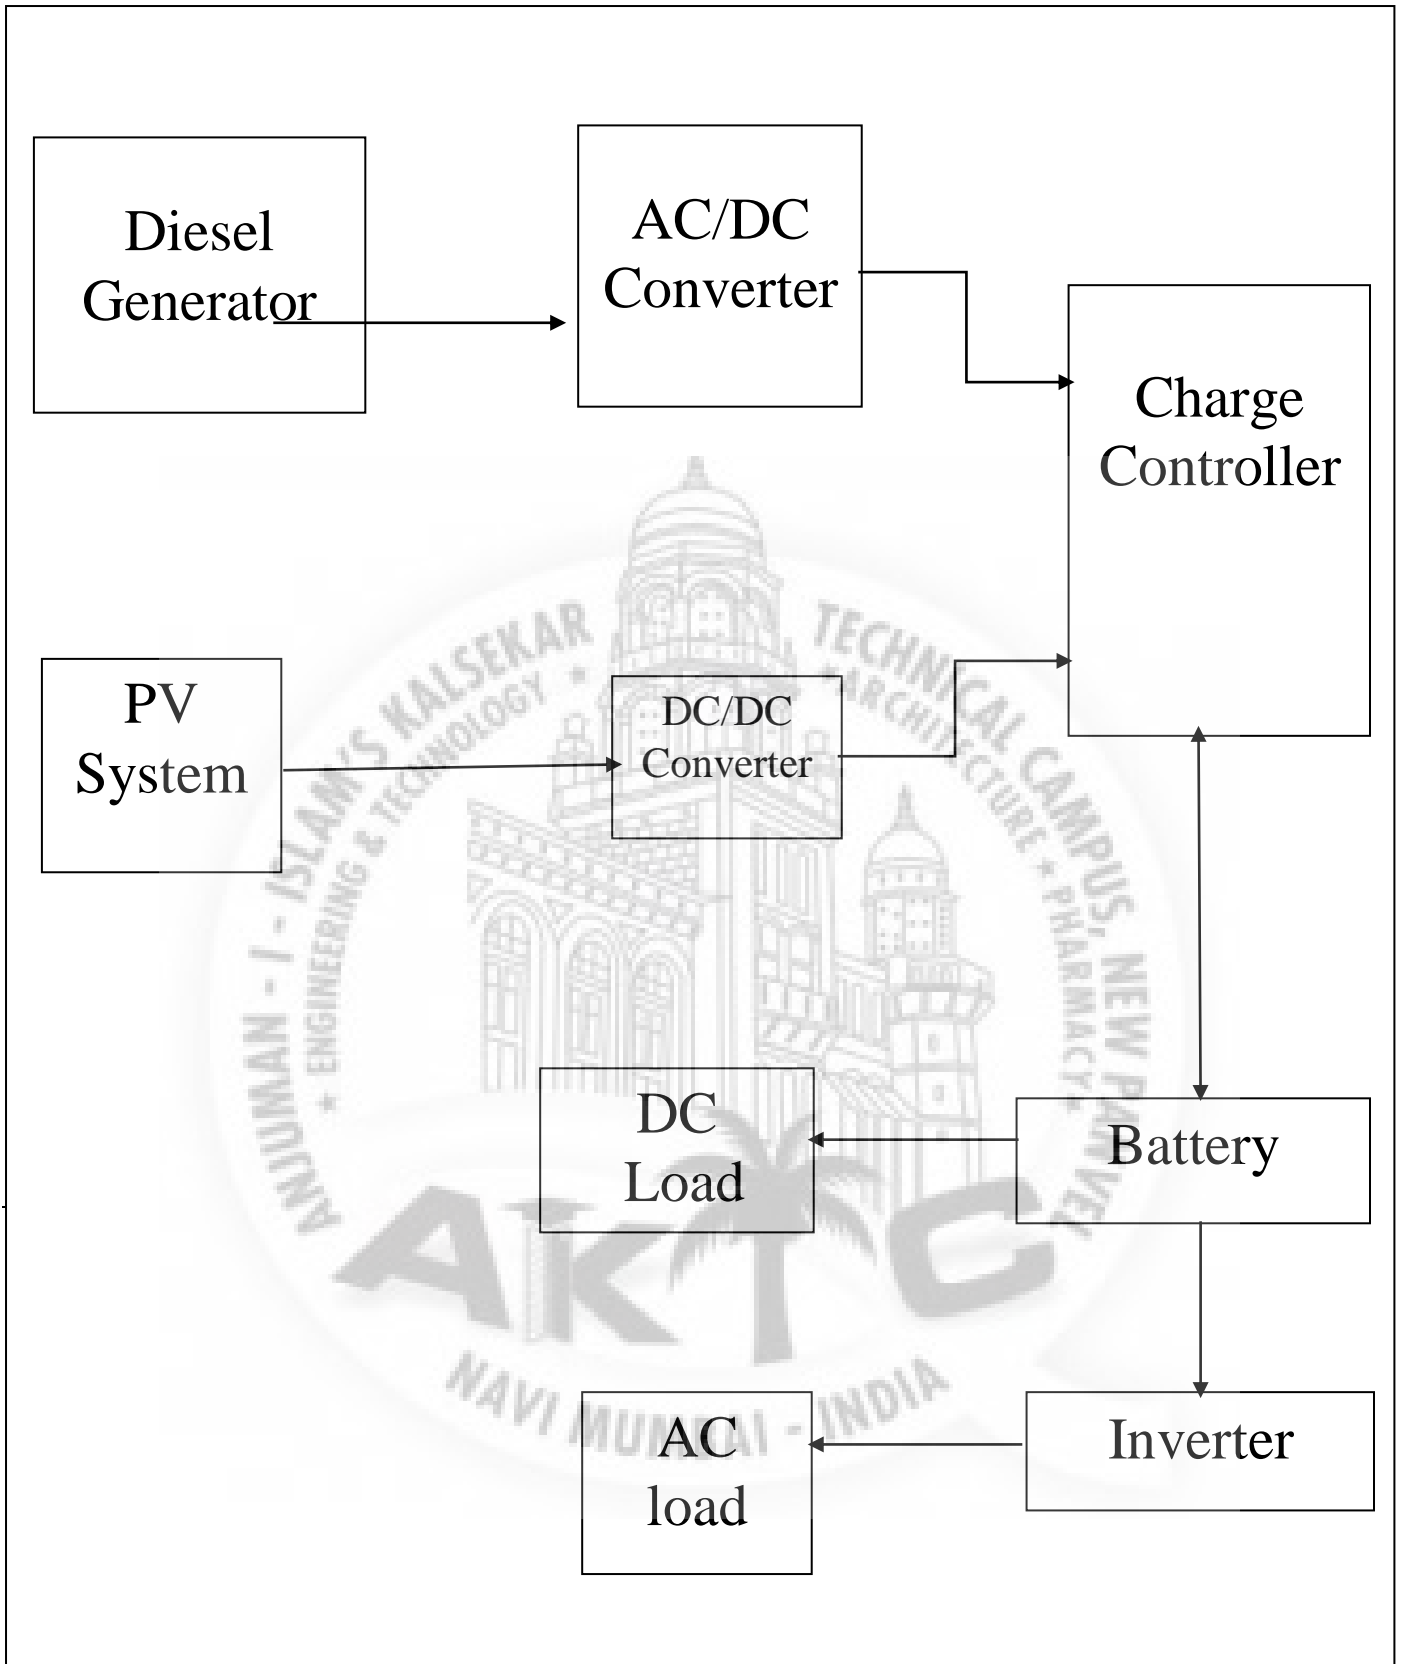 Diesel
Generator
AC/DC
Converter
Charge
Controller
PV
System
DC/DC
Converter
DC
Load
Battery
AC
load
Inverter
ANJUMAN - I - ISLAM'S KALSEKAR TECHNICAL CAMPUS, NEW PANVEL
* ENGINEERING & TECHNOLOGY * * ARCHITECTURE * PHARMACY *
AKTC
NAVI MUMBAI - INDIA